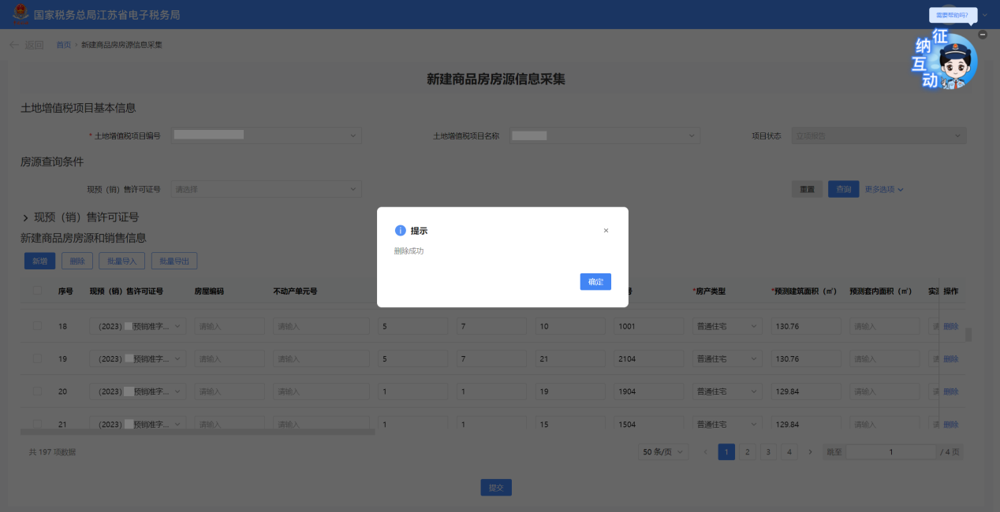 国家税务总局江苏省电子税务局
需要帮助吗?
征纳互动
返回 首页 › 新建商品房房源信息采集
新建商品房房源信息采集
土地增值税项目基本信息
* 土地增值税项目编号 土地增值税项目名称 项目状态 立项报告
房源查询条件
现预（销）售许可证号 请选择 重置 查询 更多选项
现预（销）售许可证号
新建商品房房源和销售信息
新增 删除 批量导入 批量导出
提示
删除成功
确定
序号 现预（销）售许可证号 房屋编码 不动产单元号 号 *房产类型 *预测建筑面积（㎡） 预测套内面积（㎡） 实 操作
18 （2023） 预销准字... 请输入 请输入 5 7 10 1001 普通住宅 130.76 请输入 请 删除
19 （2023） 预销准字... 请输入 请输入 5 7 21 2104 普通住宅 130.76 请输入 请 删除
20 （2023） 预销准字... 请输入 请输入 1 1 19 1904 普通住宅 129.84 请输入 请 删除
21 （2023） 预销准字... 请输入 请输入 1 1 15 1504 普通住宅 129.84 请输入 请 删除
共 197 项数据 50 条/页 1 2 3 4 跳至 1 / 4 页
提交